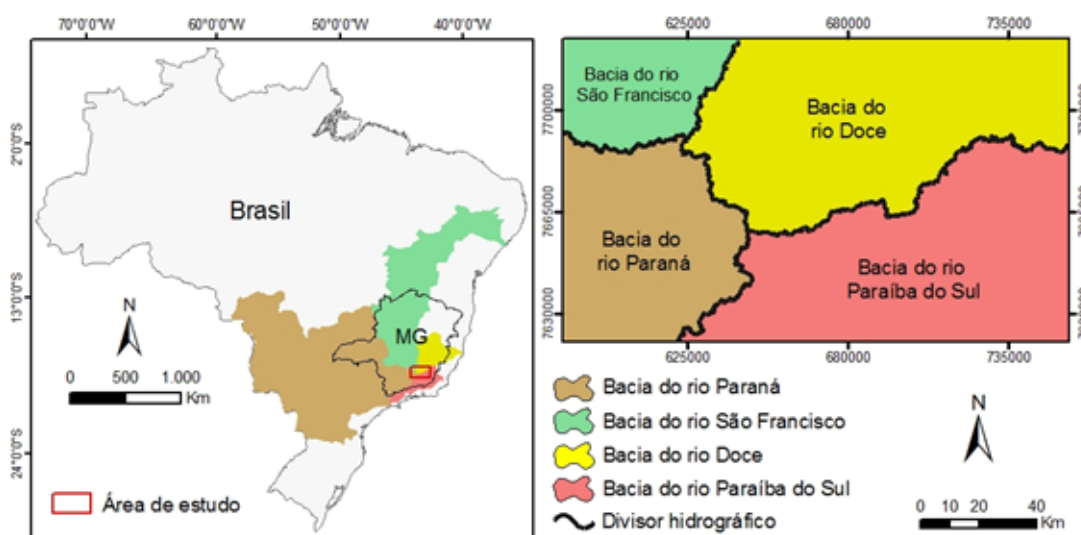 70°0'0"W
60°0'0"W
50°0'0"W
40°0'0"W
2°0'0"S
13°0'0"S
24°0'0"S
Brasil
MG
N
0 500 1.000
Km
Área de estudo
625000
680000
735000
7700000
7665000
7630000
Bacia do rio
São Francisco
Bacia do
rio Doce
Bacia do
rio Paraná
Bacia do rio
Paraíba do Sul
625000
680000
735000
Bacia do rio Paraná
Bacia do rio São Francisco
Bacia do rio Doce
Bacia do rio Paraíba do Sul
Divisor hidrográfico
N
0 10 20 40
Km